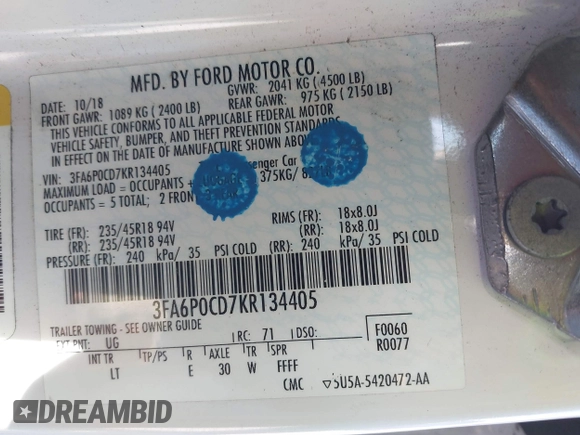 MFD. BY FORD MOTOR CO.
DATE: 10/18 GVWR: 2041 KG (4500 LB)
FRONT GAWR: 1089 KG (2400 LB) REAR GAWR: 975 KG (2150 LB)
THIS VEHICLE CONFORMS TO ALL APPLICABLE FEDERAL MOTOR
VEHICLE SAFETY, BUMPER, AND THEFT PREVENTION STANDARDS
IN EFFECT ON THE DATE OF MANUFACTURE SHOWN ABOVE
VIN: 3FA6P0CD7KR134405 Car
MAXIMUM LOAD = OCCUPANTS + 375KG/
OCCUPANTS = 5 TOTAL; 2 FRONT
TIRE (FR): 235/45R18 94V RIMS (FR): 18x8.0J
(RR): 235/45R18 94V (RR): 18x8.0J
PRESSURE (FR): 240 kPa/ 35 PSI COLD (RR): 240 kPa/ 35 PSI COLD
3FA6P0CD7KR134405
TRAILER TOWING - SEE OWNER GUIDE
EXT PNT: UG RC: 71 DSO: F0060
R0077
INT TR TP/PS R AXLE TR SPR
LT E 30 W FFFF
CMC 5U5A-5420472-AA
DREAMBID